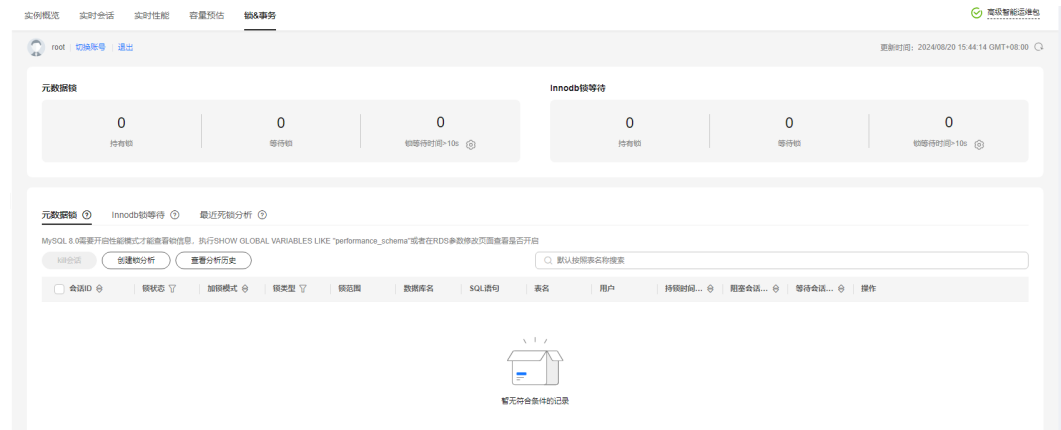 实例概览 实时会话 实时性能 容量预估 锁&事务 高级智能运维包
root 切换账号 退出 更新时间：2024/08/20 15:44:14 GMT+08:00
元数据锁 Innodb锁等待
0 0 0 0 0 0
持有锁 等待锁 锁等待时间>10s 持有锁 等待锁 锁等待时间>10s
元数据锁 Innodb锁等待 最近死锁分析
MySQL 8.0需要开启性能模式才能查看锁信息。执行SHOW GLOBAL VARIABLES LIKE "performance_schema"或者在RDS参数修改页面查看是否开启
kill会话 创建锁分析 查看分析历史 默认按照表名称搜索
会话ID 锁状态 加锁模式 锁类型 锁范围 数据库名 SQL语句 表名 用户 持锁时间... 阻塞会话... 等待会话... 操作
暂无符合条件的记录